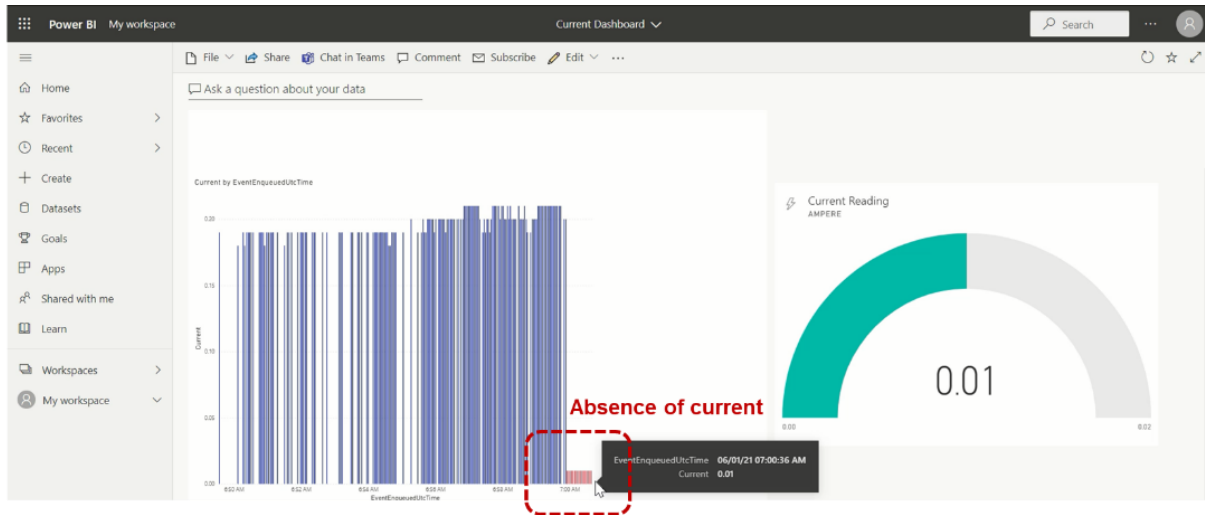 Power BI My workspace
Current Dashboard
Search
File Share Chat in Teams Comment Subscribe Edit
Home
Favorites
Recent
Create
Datasets
Goals
Apps
Shared with me
Learn
Workspaces
My workspace
Ask a question about your data
Current by EventEnqueuedUtcTime
Current
0.20
0.15
0.10
0.05
0.00
6:50 AM 6:52 AM 6:54 AM 6:56 AM 6:58 AM 7:00 AM
EventEnqueuedUtcTime
Absence of current
EventEnqueuedUtcTime 06/01/21 07:00:36 AM
Current 0.01
Current Reading
AMPERE
0.01
0.00 0.02